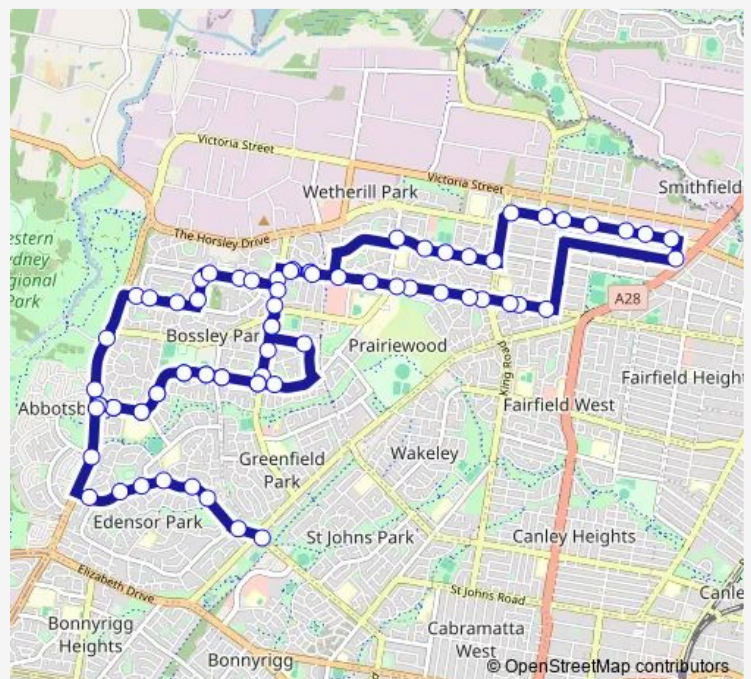 Victoria Street
Wetherill Park
Victoria Street
Smithfield
The Horsley Drive
estern
dney
gional
Park
A28
Bossley Par
Prairiewood
King Road
Fairfield Height
Abbotsb
Fairfield West
Greenfield
Park
Wakeley
Edensor Park
St Johns Park
Canley Heights
Elizabeth Drive
St Johns Road
Canle
Bonnyrigg
Heights
Cabramatta
West
Bonnyrigg
© OpenStreetMap contributors